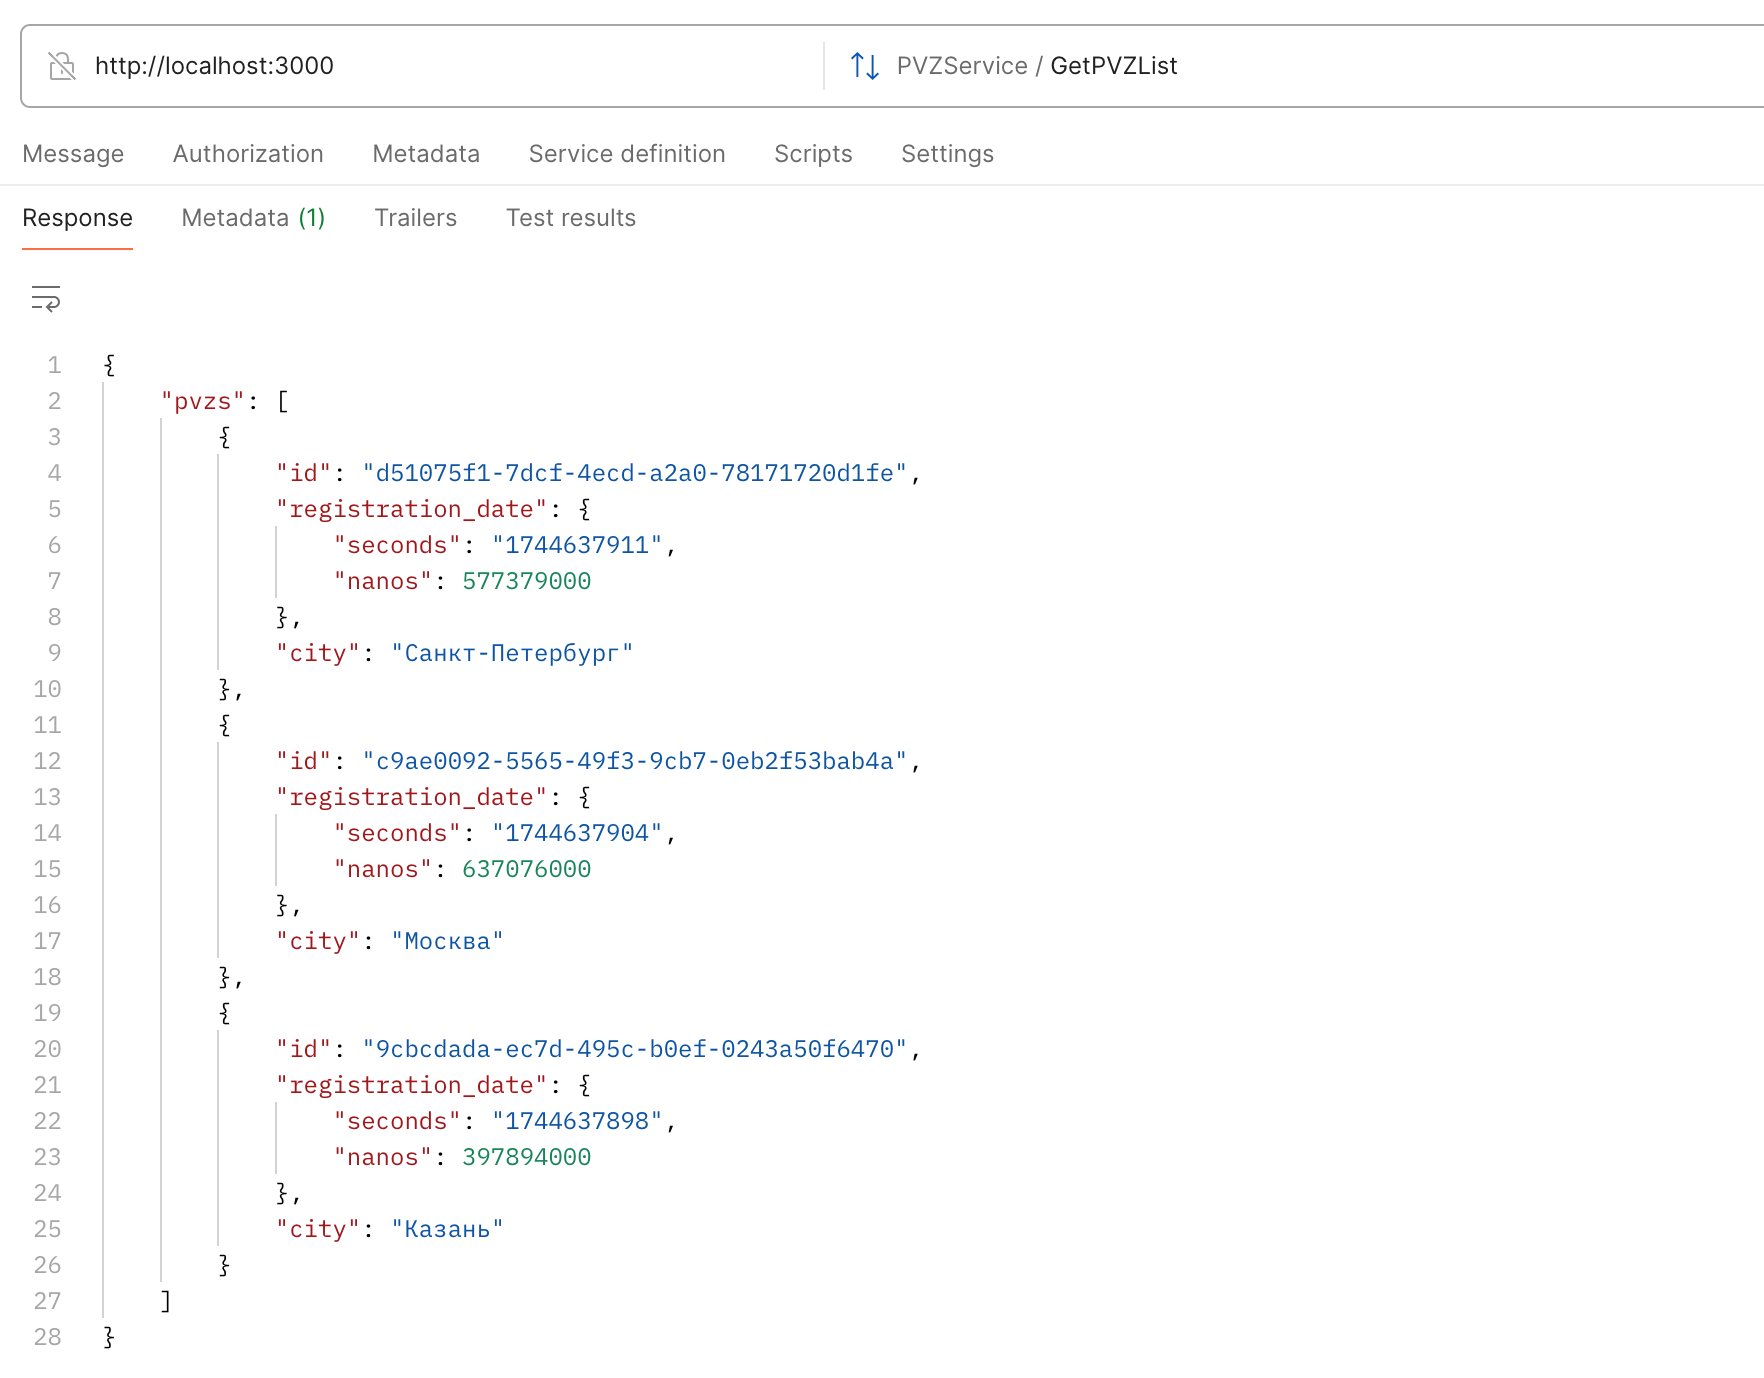 http://localhost:3000 PVZService / GetPVZList
Message Authorization Metadata Service definition Scripts Settings
Response Metadata (1) Trailers Test results
1 {
2 "pvzs": [
3 {
4 "id": "d51075f1-7dcf-4ecd-a2a0-78171720d1fe",
5 "registration_date": {
6 "seconds": "1744637911",
7 "nanos": 577379000
8 },
9 "city": "Санкт-Петербург"
10 },
11 {
12 "id": "c9ae0092-5565-49f3-9cb7-0eb2f53bab4a",
13 "registration_date": {
14 "seconds": "1744637904",
15 "nanos": 637076000
16 },
17 "city": "Москва"
18 },
19 {
20 "id": "9cbcdada-ec7d-495c-b0ef-0243a50f6470",
21 "registration_date": {
22 "seconds": "1744637898",
23 "nanos": 397894000
24 },
25 "city": "Казань"
26 }
27 ]
28 }